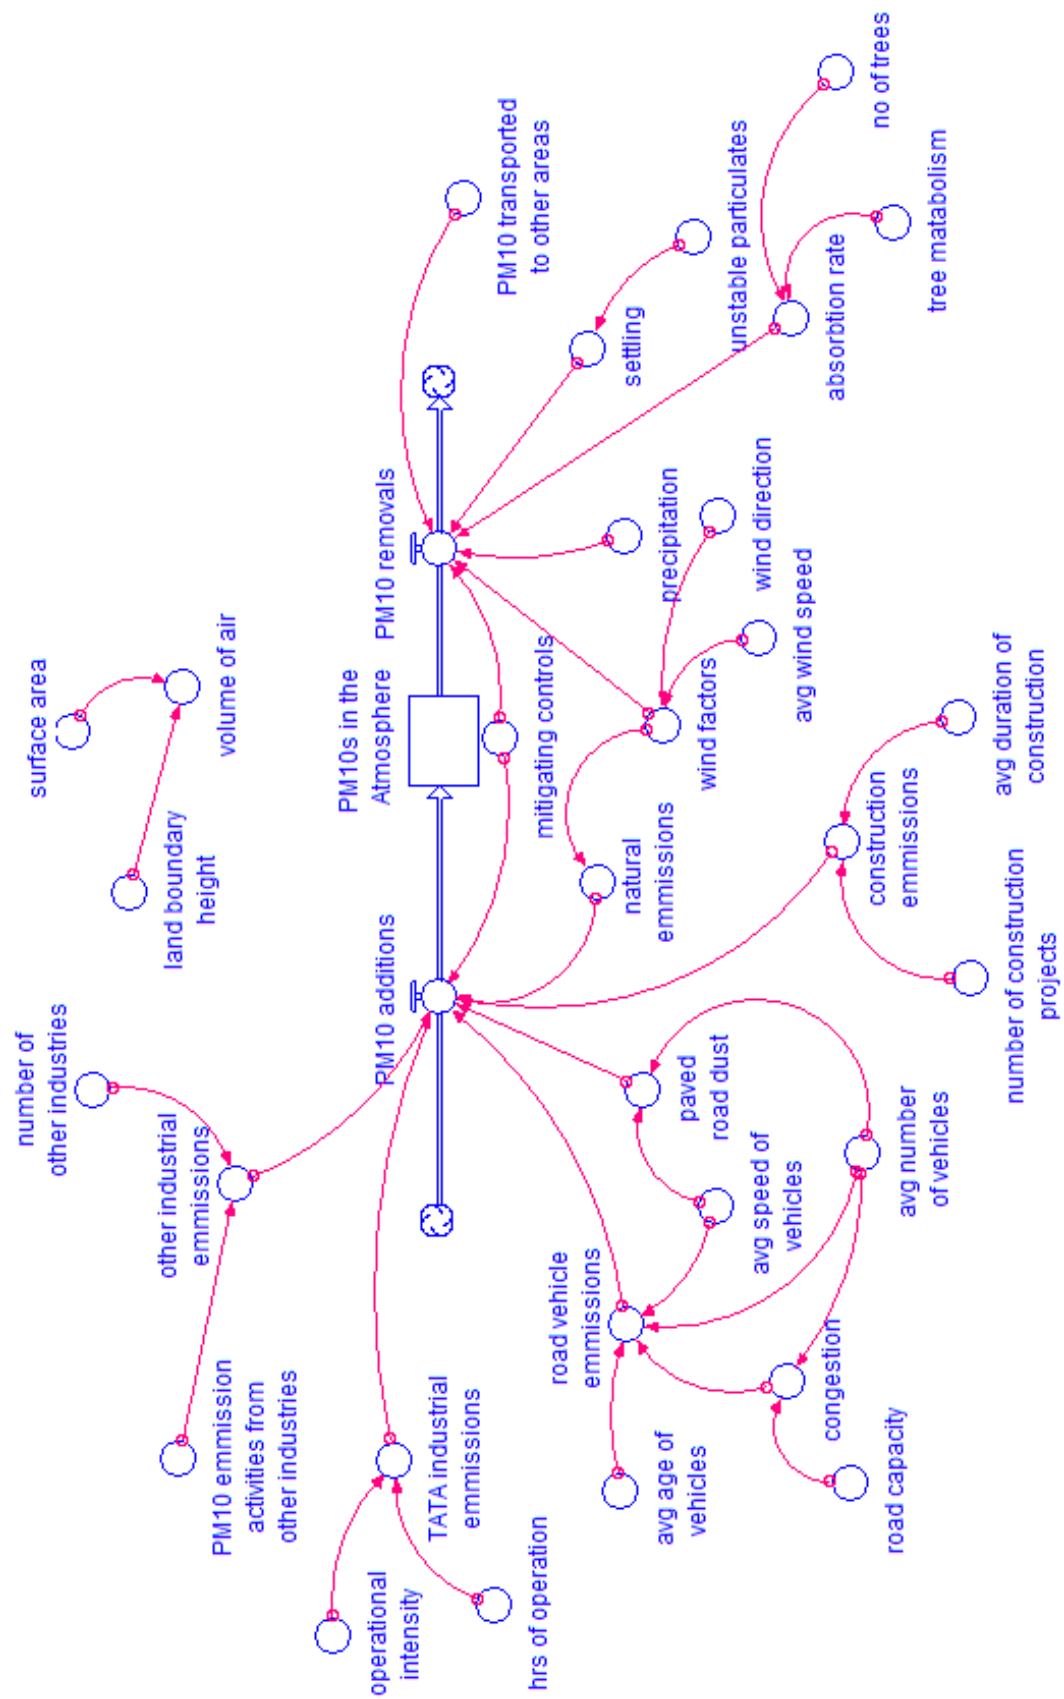 number of
other industries
surface area
PM10 emmission
activities from
other industries
other industrial
emmissions
land boundary
height
volume of air
operational
intensity
TATA industrial
emmissions
hrs of operation
PM10 additions
PM10s in the
Atmosphere
PM10 removals
PM10 transported
to other areas
mitigating controls
settling
unstable particulates
road vehicle
emmissions
avg age of
vehicles
paved
road dust
avg speed of
vehicles
natural
emmissions
wind factors
precipitation
wind direction
avg wind speed
absorbtion rate
no of trees
tree matabolism
congestion
road capacity
avg number
of vehicles
construction
emmissions
number of construction
projects
avg duration of
construction